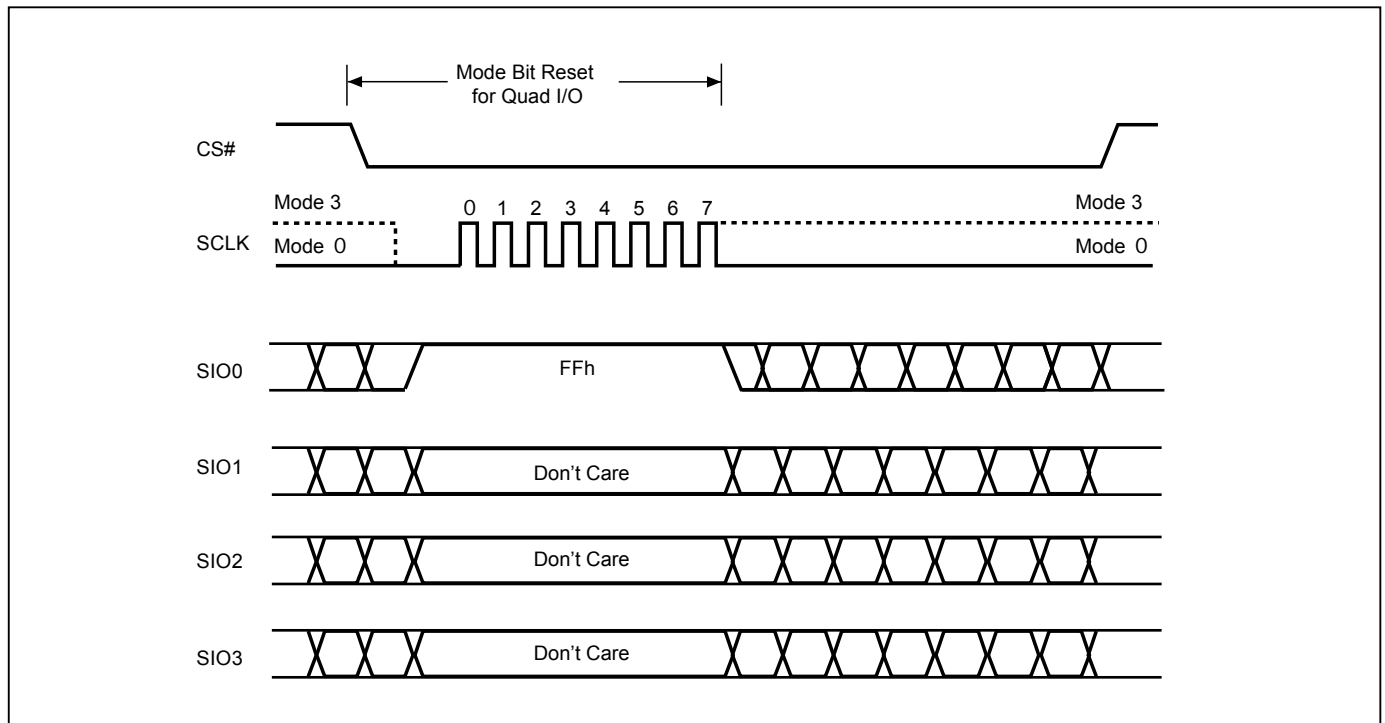 Mode Bit Reset
for Quad I/O
CS#
Mode 3
0 1 2 3 4 5 6 7
Mode 3
SCLK
Mode 0
Mode 0
SIO0
FFh
SIO1
Don't Care
SIO2
Don't Care
SIO3
Don't Care